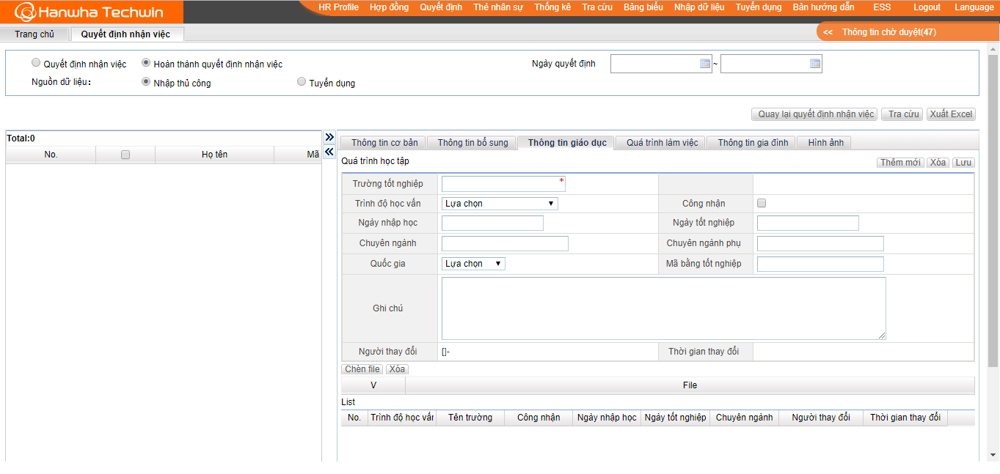 Hanwha Techwin
HR Profile Hợp đồng Quyết định Thẻ nhân sự Thống kê Tra cứu Bảng biểu Nhập dữ liệu Tuyển dụng Bản hướng dẫn ESS Logout Language
Trang chủ Quyết định nhận việc << Thông tin chờ duyệt(47)
Quyết định nhận việc Hoàn thành quyết định nhận việc Ngày quyết định ~
Nguồn dữ liệu: Nhập thủ công Tuyển dụng
Quay lại quyết định nhận việc Tra cứu Xuất Excel
Total:0
No. Họ tên Mã
Thông tin cơ bản Thông tin bổ sung Thông tin giáo dục Quá trình làm việc Thông tin gia đình Hình ảnh
Quá trình học tập Thêm mới Xóa Lưu
Trường tốt nghiệp *
Trình độ học vấn Lựa chọn Công nhận
Ngày nhập học Ngày tốt nghiệp
Chuyên ngành Chuyên ngành phụ
Quốc gia Lựa chọn Mã bằng tốt nghiệp
Ghi chú
Người thay đổi []- Thời gian thay đổi
Chèn file Xóa
V File
List
No. Trình độ học vấn Tên trường Công nhận Ngày nhập học Ngày tốt nghiệp Chuyên ngành Người thay đổi Thời gian thay đổi